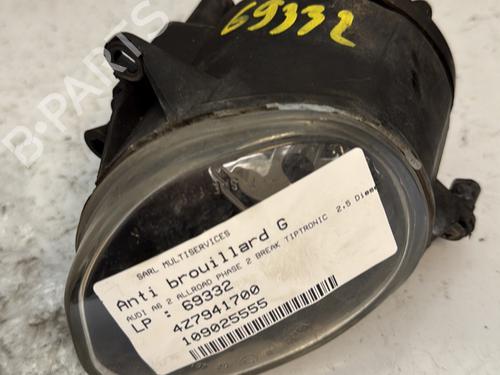 69332
B-PARTS
SARL MULTISERVICES
Anti brouillard G
AUDI A6 2 ALLROAD PHASE 2 BREAK TIPTRONIC 2.5 Diese
LP : 69332
4Z7941700
109025555